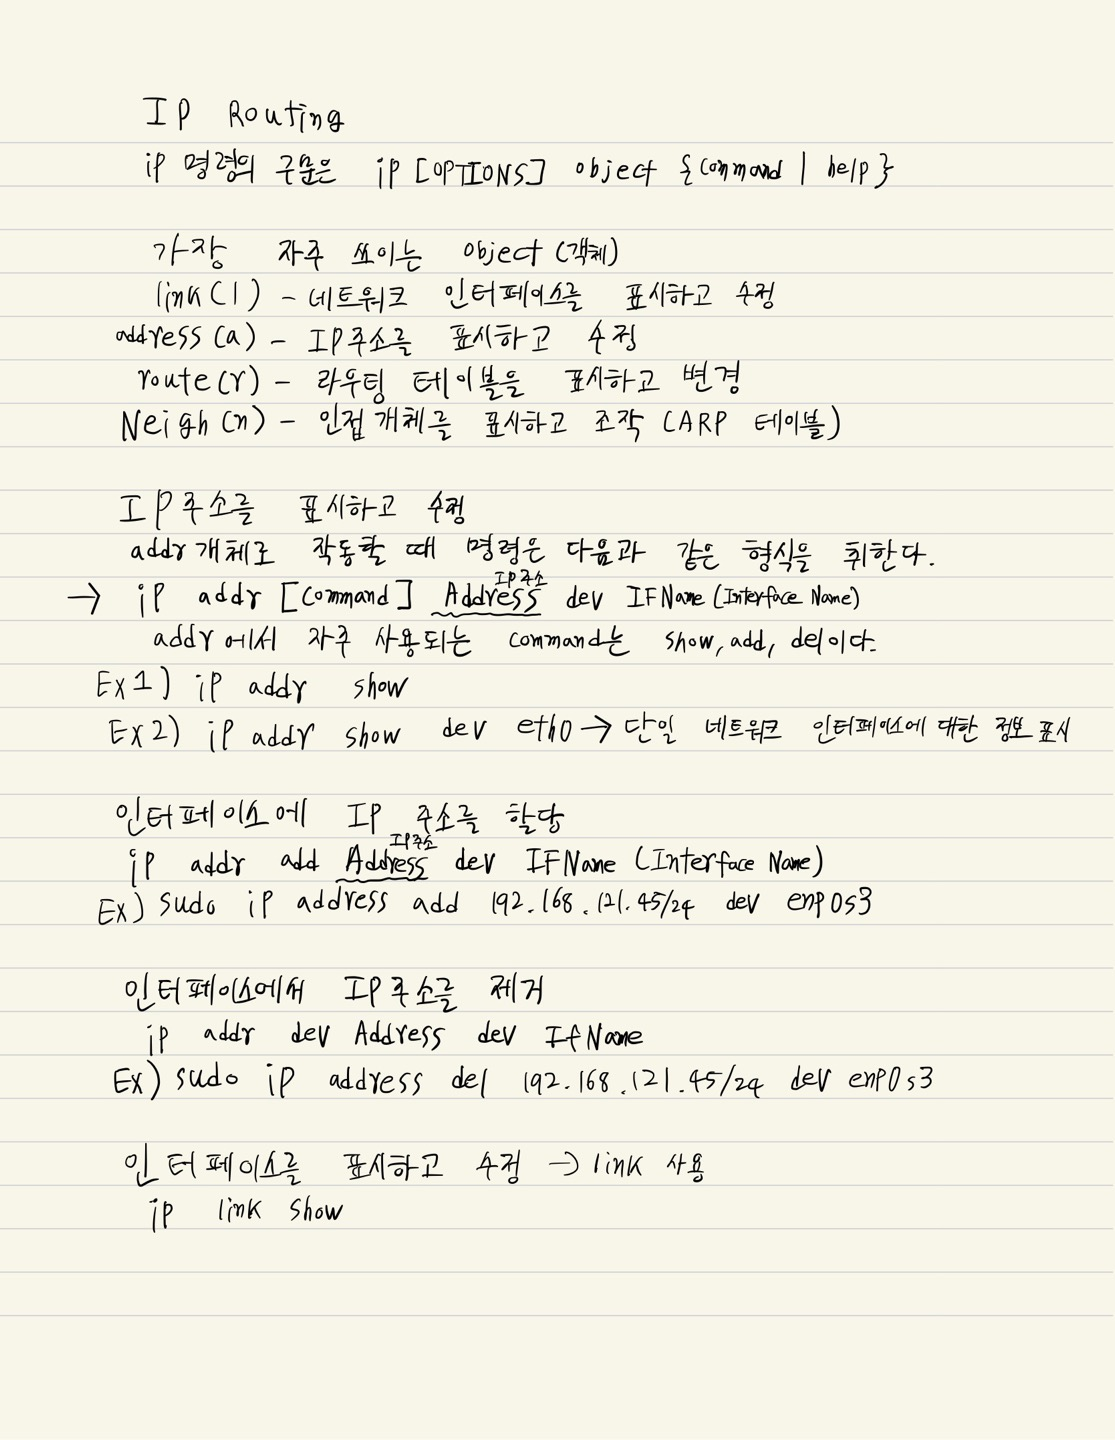 IP Routing
ip 명령의 구문은 ip [OPTIONS] object {command | help}
가장 자주 쓰이는 object (객체)
link(l) - 네트워크 인터페이스를 표시하고 수정
address (a) - IP주소를 표시하고 수정
route(r) - 라우팅 테이블을 표시하고 변경
Neigh(n) - 인접 개체를 표시하고 조작 (ARP 테이블)
IP주소를 표시하고 수정
addr개체로 작동할 때 명령은 다음과 같은 형식을 취한다.
IP주소
→ ip addr [Command] Address dev IFName (Interface Name)
addr에서 자주 사용되는 command는 show, add, del이다.
Ex1) ip addr show
Ex2) ip addr show dev eth0 → 단일 네트워크 인터페이스에 대한 정보 표시
인터페이스에 IP 주소를 할당
IP주소
ip addr add Address dev IFName (Interface Name)
Ex) sudo ip address add 192.168.121.45/24 dev enp0s3
인터페이스에서 IP주소를 제거
ip addr dev Address dev IfName
Ex) sudo ip address del 192.168.121.45/24 dev enp0s3
인터페이스를 표시하고 수정 → link 사용
ip link show